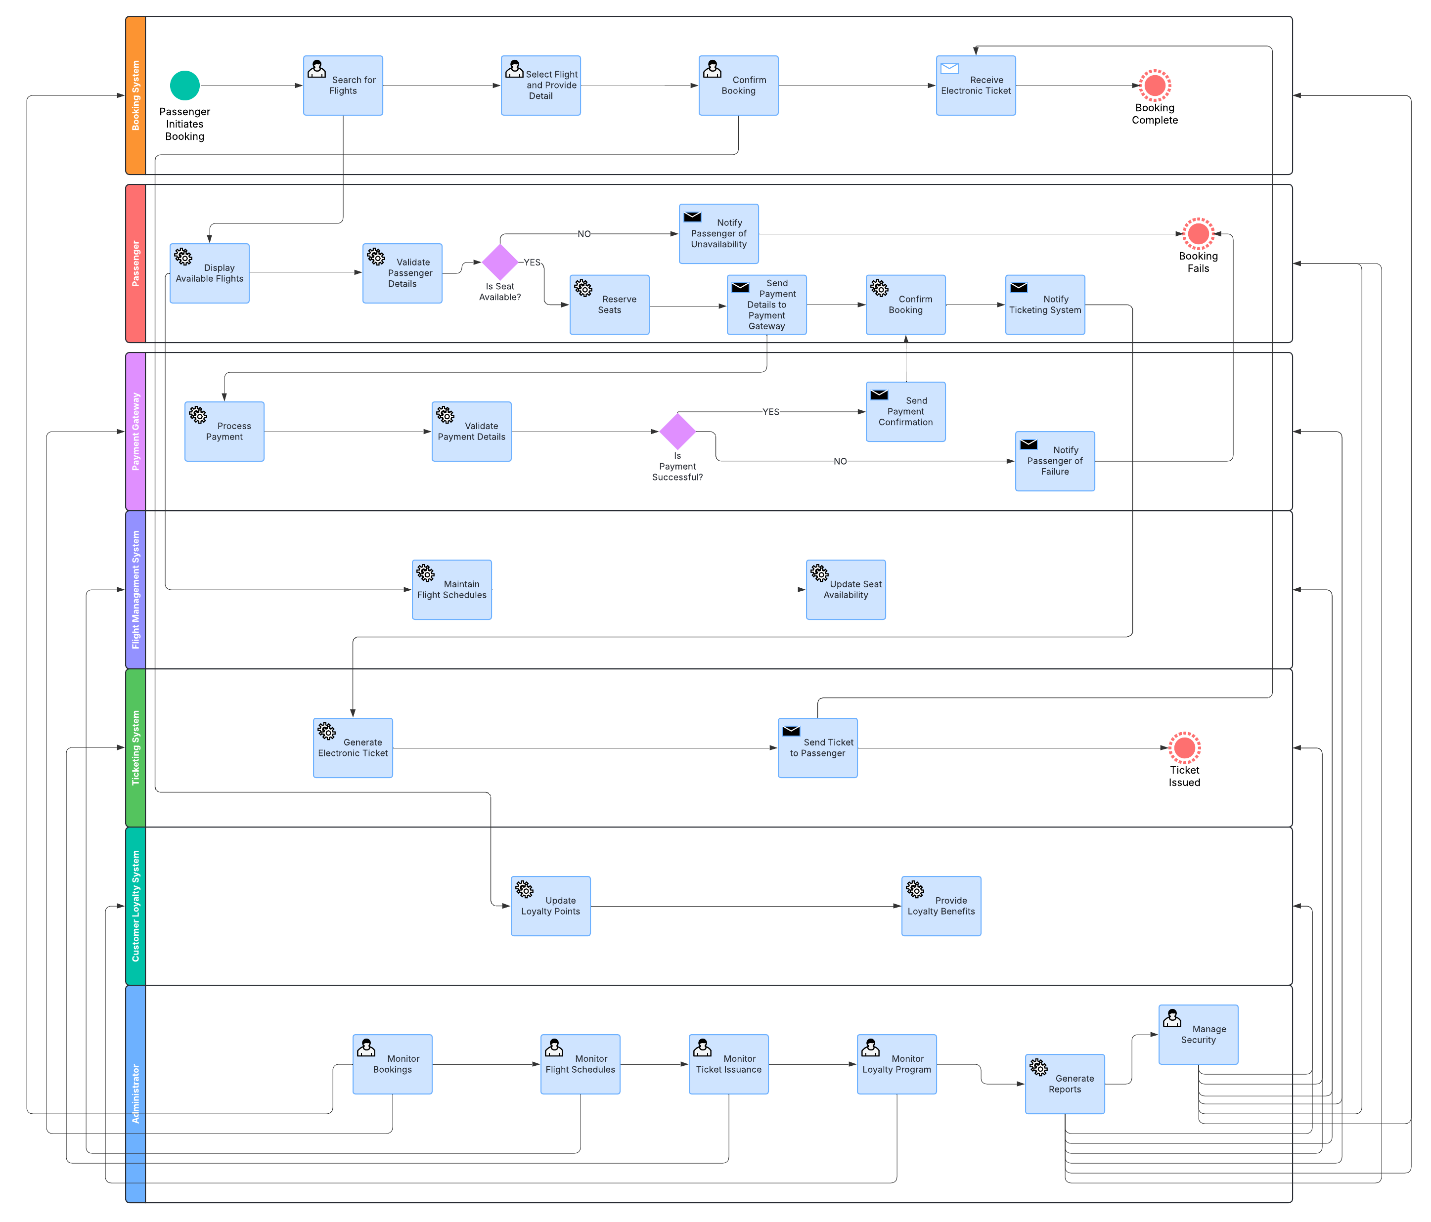 Booking System
Passenger
Initiates
Booking
Search for
Flights
Select Flight
and Provide
Detail
Confirm
Booking
Receive
Electronic Ticket
Booking
Complete
Passenger
Display
Available Flights
Validate
Passenger
Details
Is Seat
Available?
NO
YES
Notify
Passenger of
Unavailability
Reserve
Seats
Send
Payment
Details to
Payment
Gateway
Confirm
Booking
Notify
Ticketing System
Booking
Fails
Payment Gateway
Process
Payment
Validate
Payment Details
Is
Payment
Successful?
YES
NO
Send
Payment
Confirmation
Notify
Passenger of
Failure
Flight Management System
Maintain
Flight Schedules
Update Seat
Availability
Ticketing System
Generate
Electronic Ticket
Send Ticket
to Passenger
Ticket
Issued
Customer Loyalty System
Update
Loyalty Points
Provide
Loyalty Benefits
Administrator
Monitor
Bookings
Monitor
Flight Schedules
Monitor
Ticket Issuance
Monitor
Loyalty Program
Generate
Reports
Manage
Security